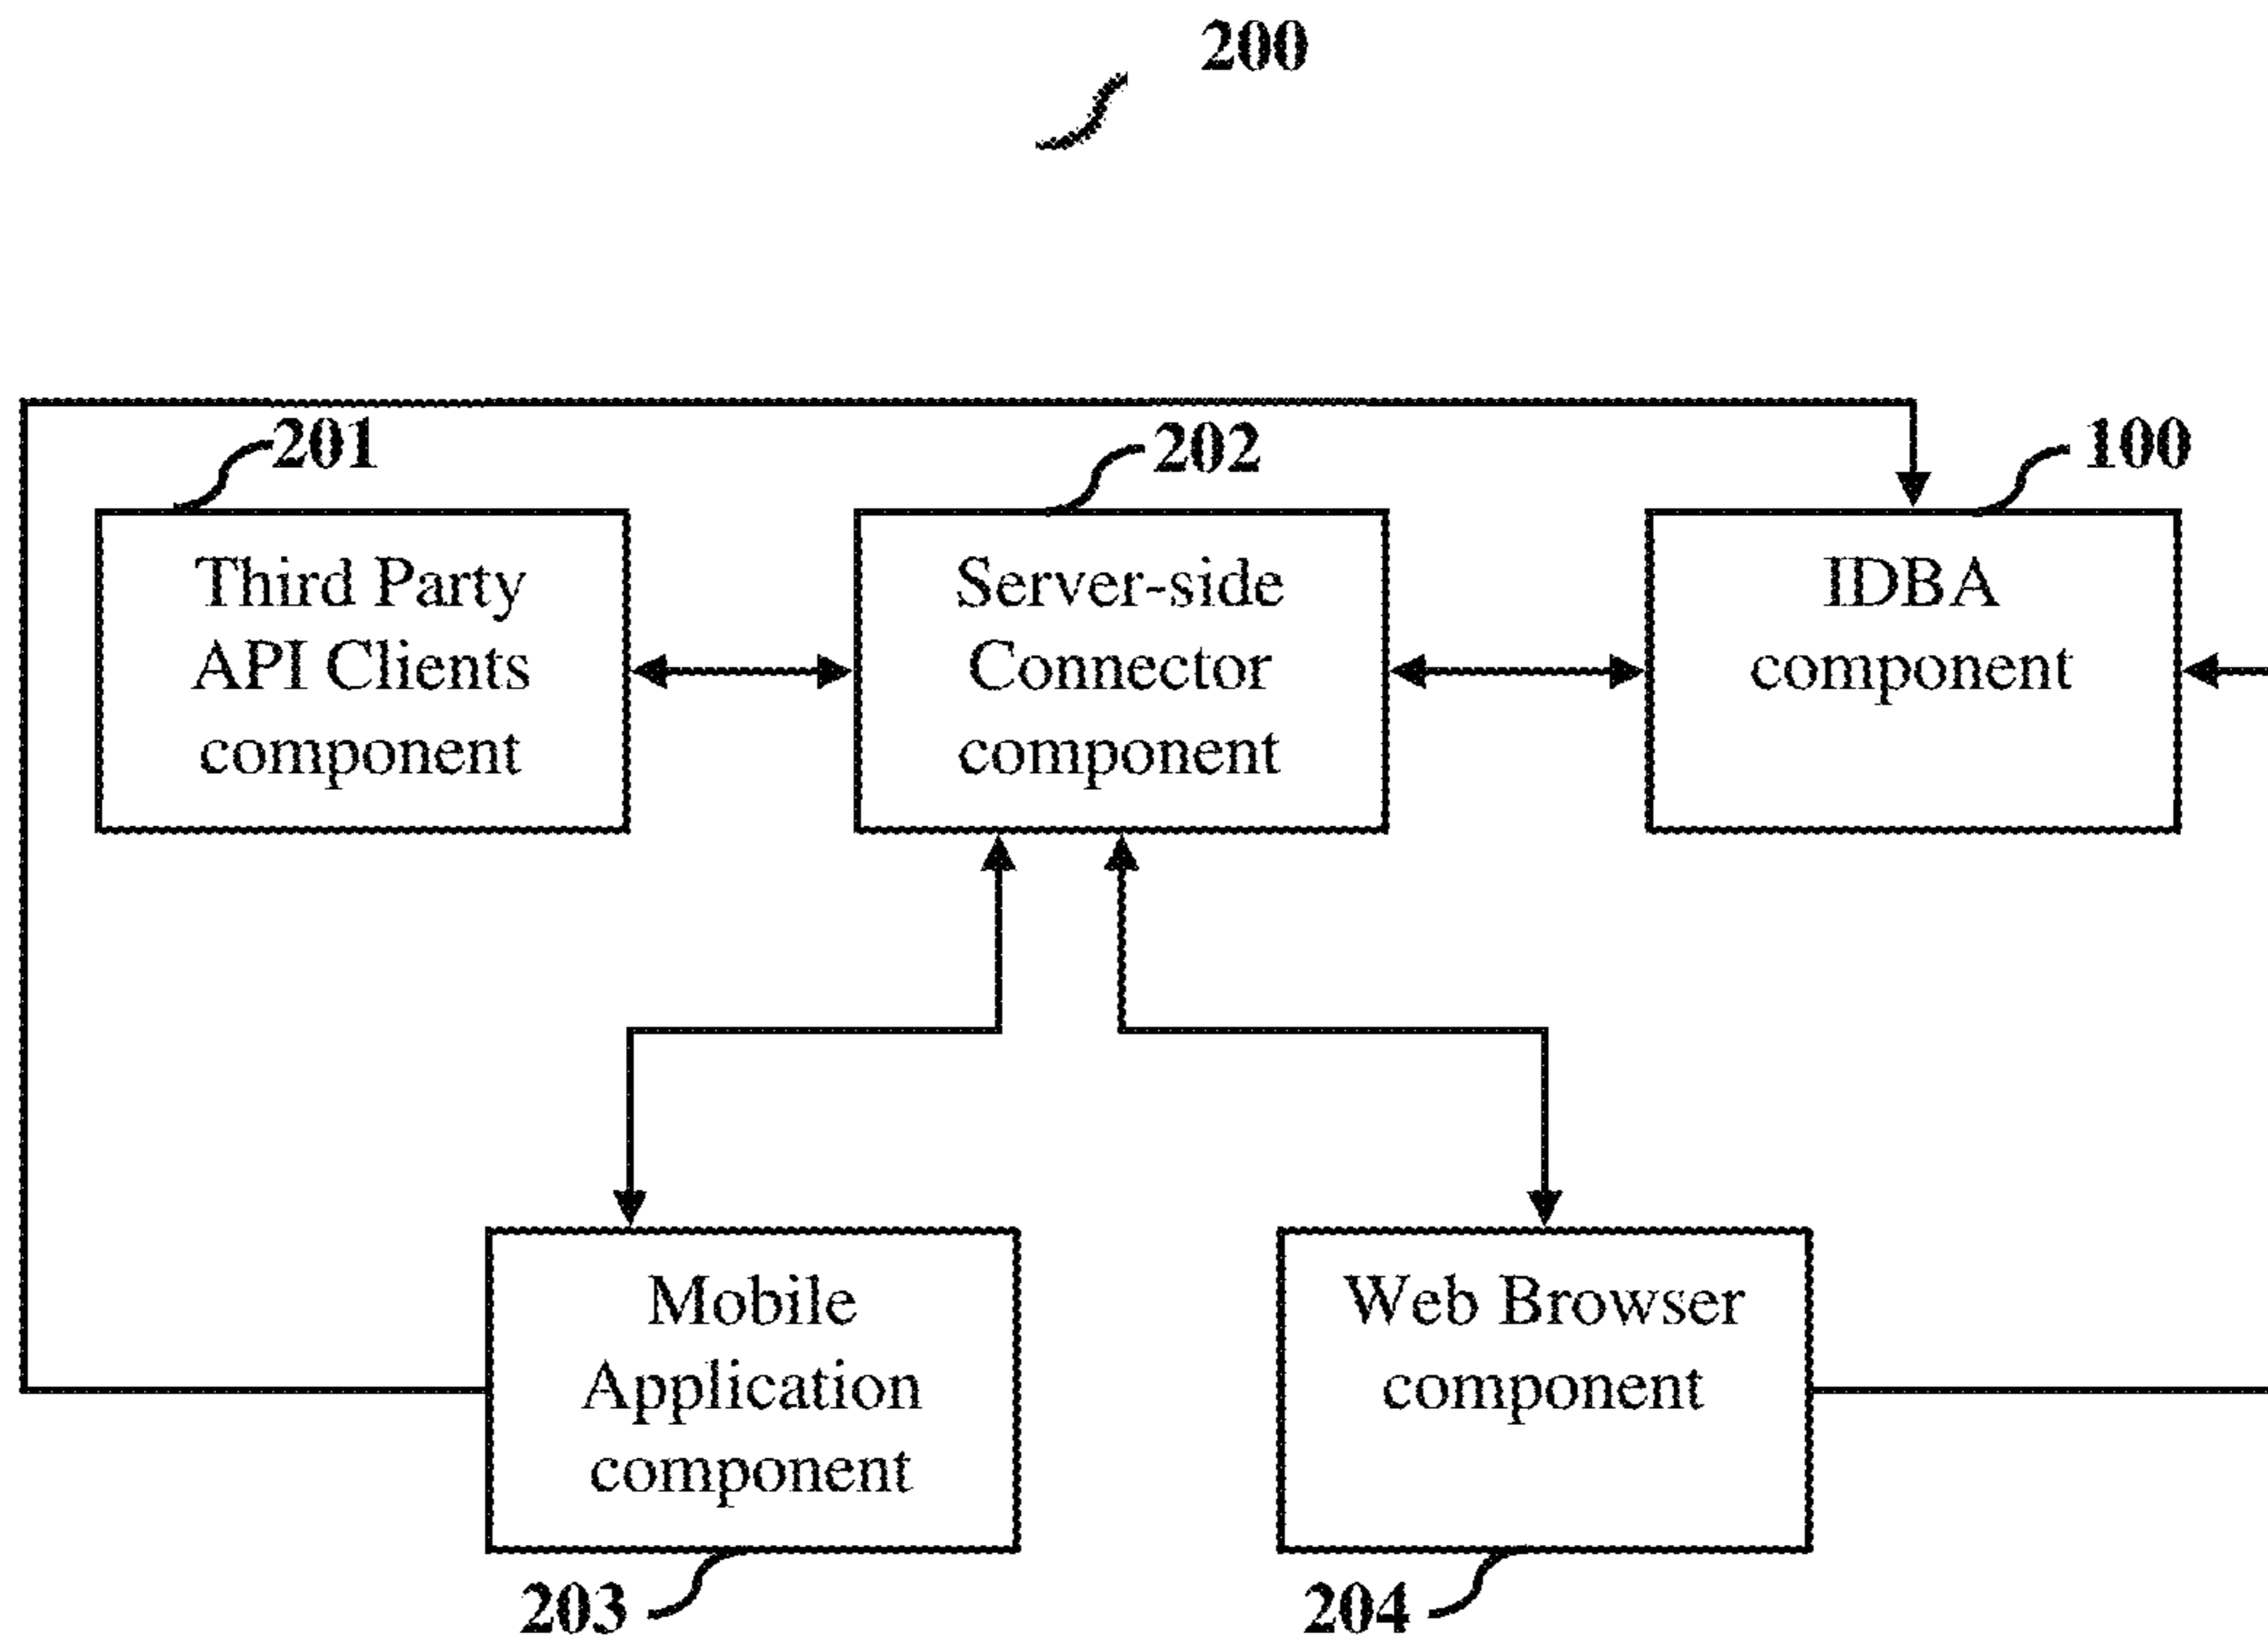 200
201
202
100
Third Party
API Clients
component
Server-side
Connector
component
IDBA
component
Mobile
Application
component
Web Browser
component
203
204